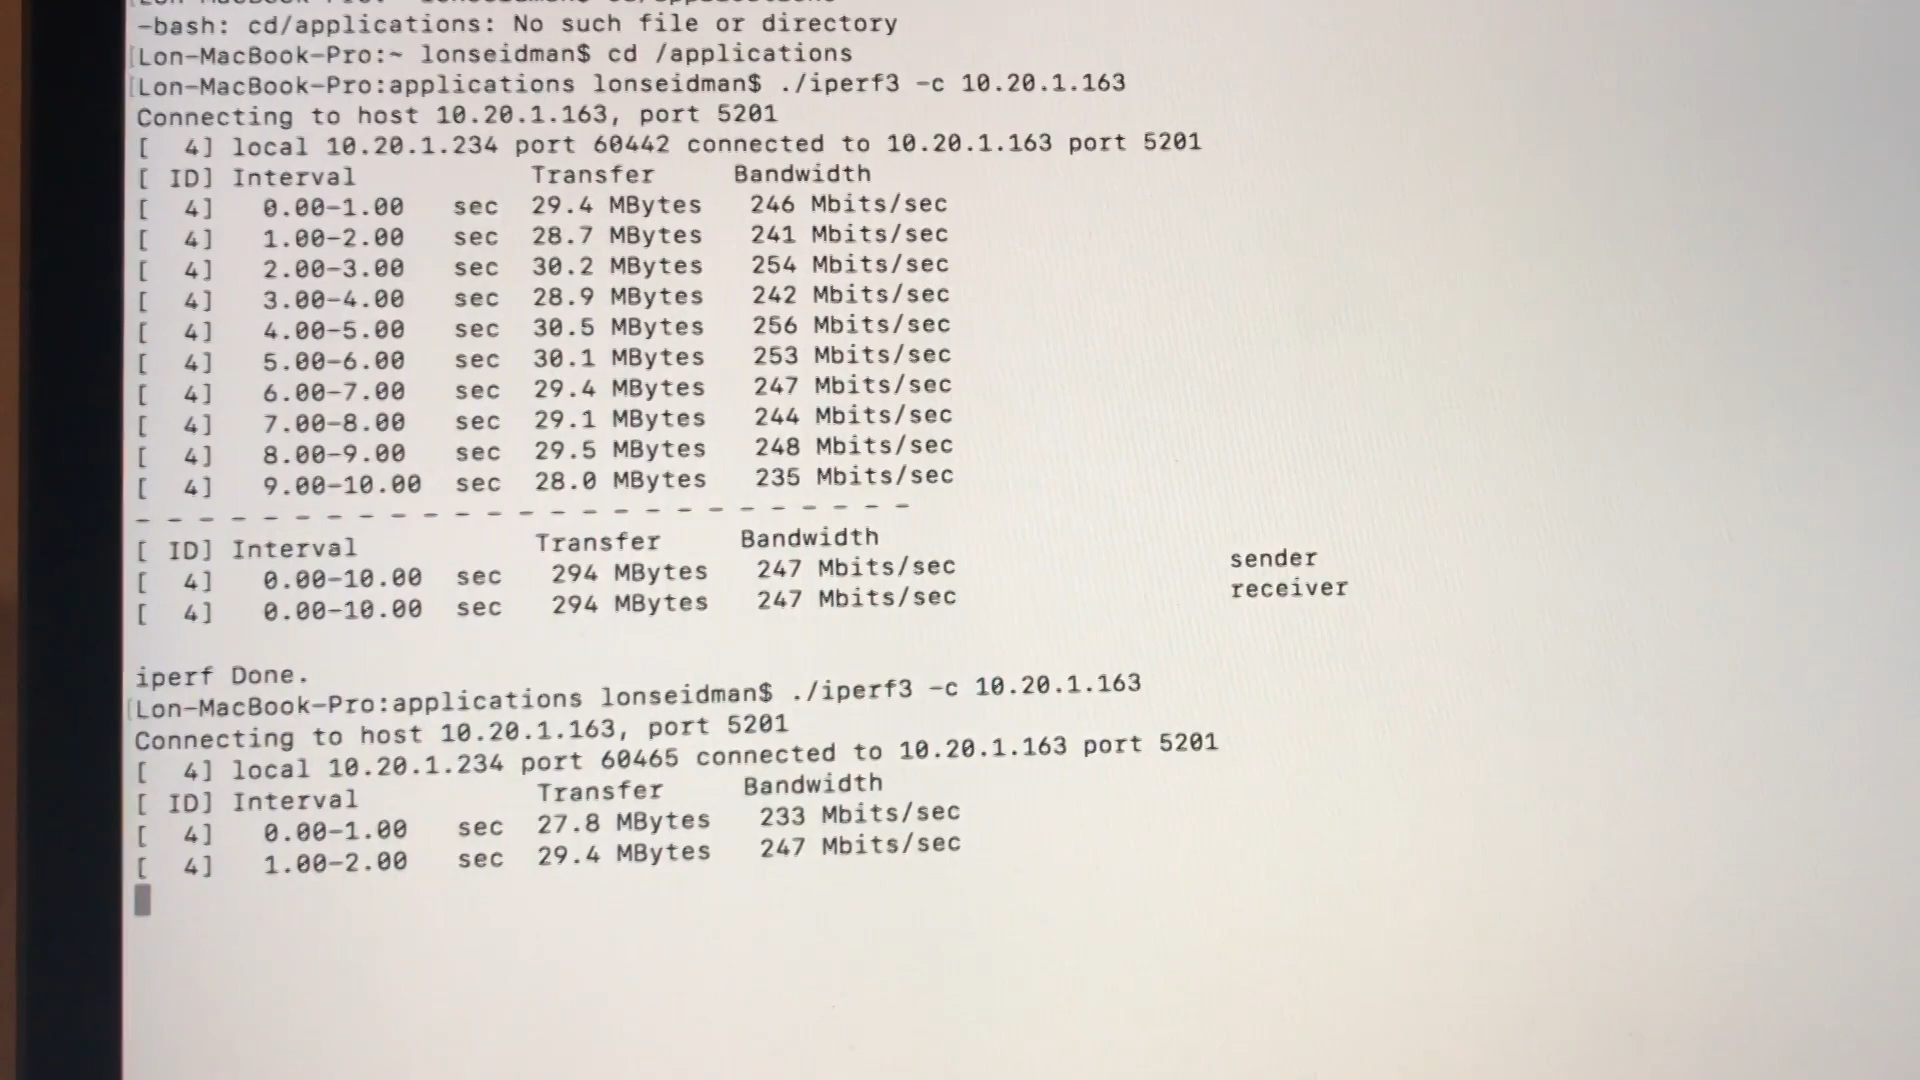 -bash: cd/applications: No such file or directory
[Lon-MacBook-Pro:~ lonseidman$ cd /applications
[Lon-MacBook-Pro:applications lonseidman$ ./iperf3 -c 10.20.1.163
Connecting to host 10.20.1.163, port 5201
[  4] local 10.20.1.234 port 60442 connected to 10.20.1.163 port 5201
[ ID] Interval Transfer Bandwidth
[  4] 0.00-1.00 sec 29.4 MBytes 246 Mbits/sec
[  4] 1.00-2.00 sec 28.7 MBytes 241 Mbits/sec
[  4] 2.00-3.00 sec 30.2 MBytes 254 Mbits/sec
[  4] 3.00-4.00 sec 28.9 MBytes 242 Mbits/sec
[  4] 4.00-5.00 sec 30.5 MBytes 256 Mbits/sec
[  4] 5.00-6.00 sec 30.1 MBytes 253 Mbits/sec
[  4] 6.00-7.00 sec 29.4 MBytes 247 Mbits/sec
[  4] 7.00-8.00 sec 29.1 MBytes 244 Mbits/sec
[  4] 8.00-9.00 sec 29.5 MBytes 248 Mbits/sec
[  4] 9.00-10.00 sec 28.0 MBytes 235 Mbits/sec
- - - - - - - - - - - - - - - - - - - - - - - - -
[ ID] Interval Transfer Bandwidth
[  4] 0.00-10.00 sec 294 MBytes 247 Mbits/sec sender
[  4] 0.00-10.00 sec 294 MBytes 247 Mbits/sec receiver
iperf Done.
[Lon-MacBook-Pro:applications lonseidman$ ./iperf3 -c 10.20.1.163
Connecting to host 10.20.1.163, port 5201
[  4] local 10.20.1.234 port 60465 connected to 10.20.1.163 port 5201
[ ID] Interval Transfer Bandwidth
[  4] 0.00-1.00 sec 27.8 MBytes 233 Mbits/sec
[  4] 1.00-2.00 sec 29.4 MBytes 247 Mbits/sec